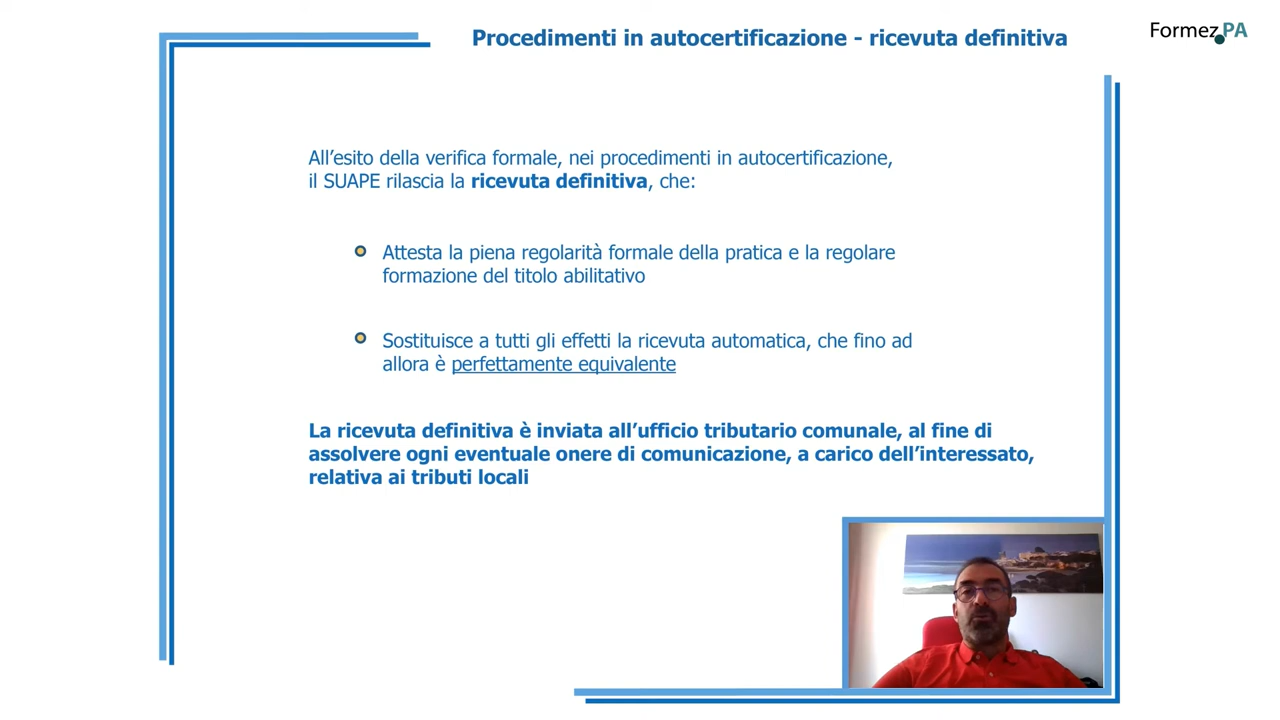 Procedimenti in autocertificazione - ricevuta definitiva
Formez.PA
All’esito della verifica formale, nei procedimenti in autocertificazione,
il SUAPE rilascia la ricevuta definitiva, che:
Attesta la piena regolarità formale della pratica e la regolare
formazione del titolo abilitativo
Sostituisce a tutti gli effetti la ricevuta automatica, che fino ad
allora è perfettamente equivalente
La ricevuta definitiva è inviata all’ufficio tributario comunale, al fine di
assolvere ogni eventuale onere di comunicazione, a carico dell’interessato,
relativa ai tributi locali